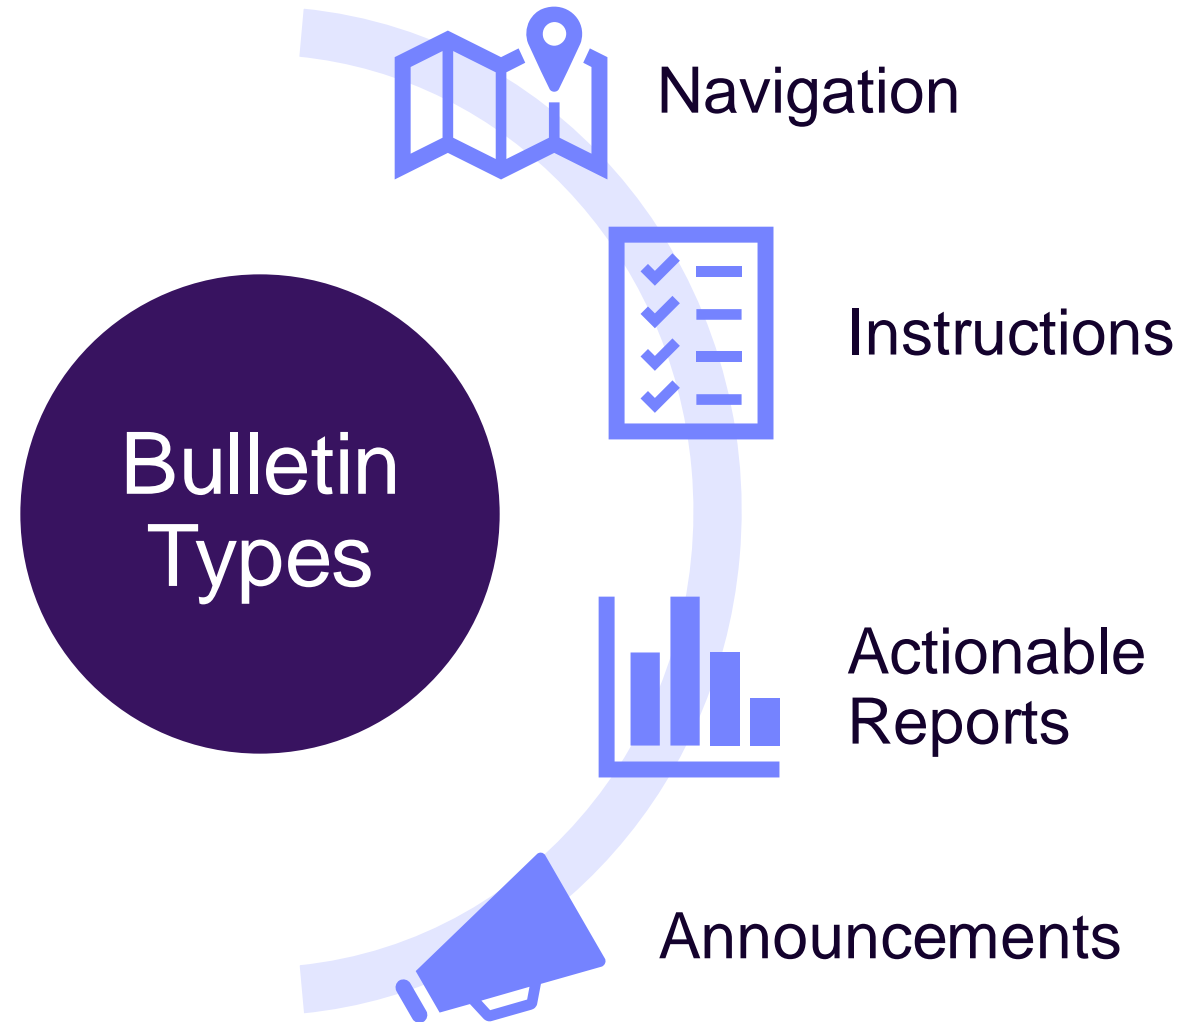 Bulletin
Types
Navigation
Instructions
Actionable
Reports
Announcements